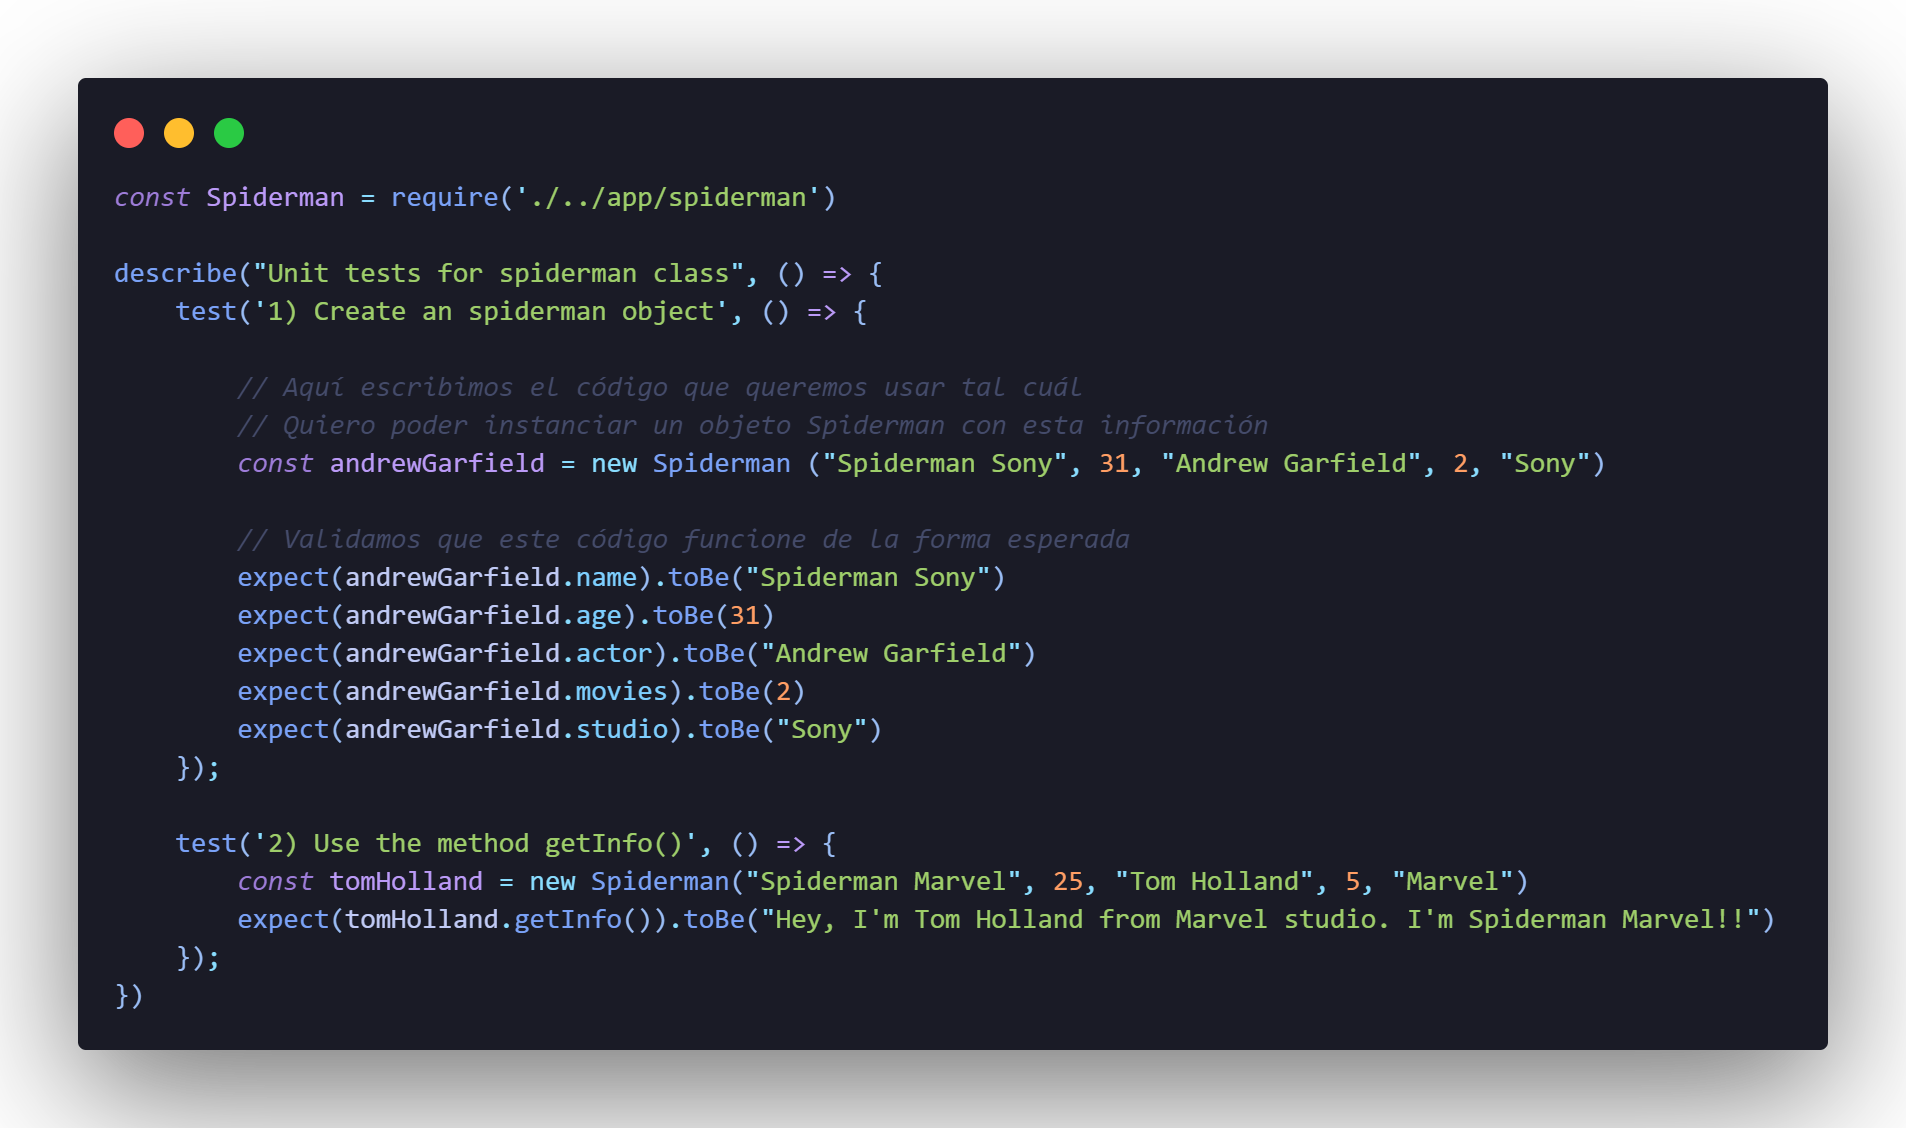 const Spiderman = require('./../app/spiderman')
describe("Unit tests for spiderman class", () => {
    test('1) Create an spiderman object', () => {
        // Aquí escribimos el código que queremos usar tal cuál
        // Quiero poder instanciar un objeto Spiderman con esta información
        const andrewGarfield = new Spiderman ("Spiderman Sony", 31, "Andrew Garfield", 2, "Sony")
        // Validamos que este código funcione de la forma esperada
        expect(andrewGarfield.name).toBe("Spiderman Sony")
        expect(andrewGarfield.age).toBe(31)
        expect(andrewGarfield.actor).toBe("Andrew Garfield")
        expect(andrewGarfield.movies).toBe(2)
        expect(andrewGarfield.studio).toBe("Sony")
    });
    test('2) Use the method getInfo()', () => {
        const tomHolland = new Spiderman("Spiderman Marvel", 25, "Tom Holland", 5, "Marvel")
        expect(tomHolland.getInfo()).toBe("Hey, I'm Tom Holland from Marvel studio. I'm Spiderman Marvel!!")
    });
})